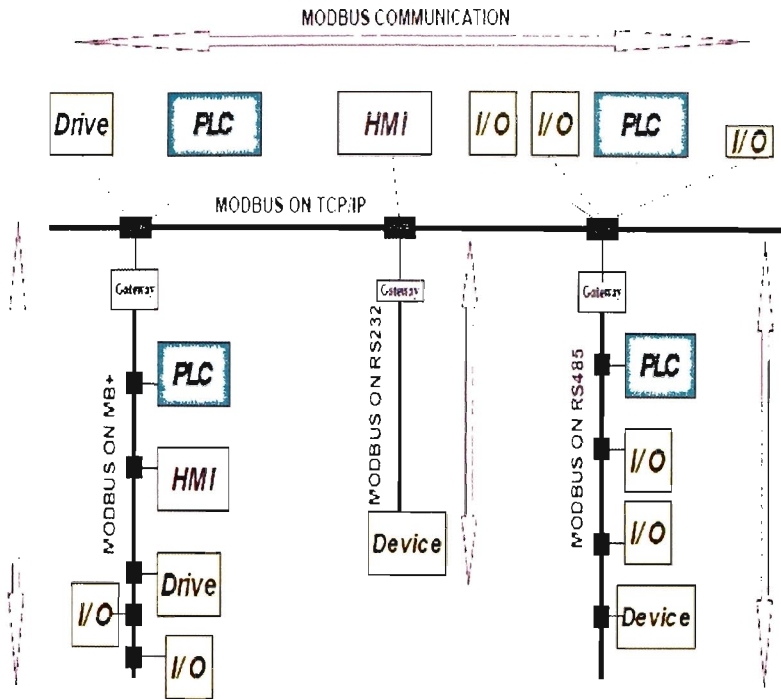 MODBUS COMMUNICATION
Drive
PLC
HMI
I/O
I/O
PLC
I/O
MODBUS ON TCP/IP
Gateway
Gateway
Gateway
MODBUS ON MB+
MODBUS ON RS232
MODBUS ON RS485
PLC
HMI
Drive
I/O
I/O
Device
PLC
I/O
I/O
Device